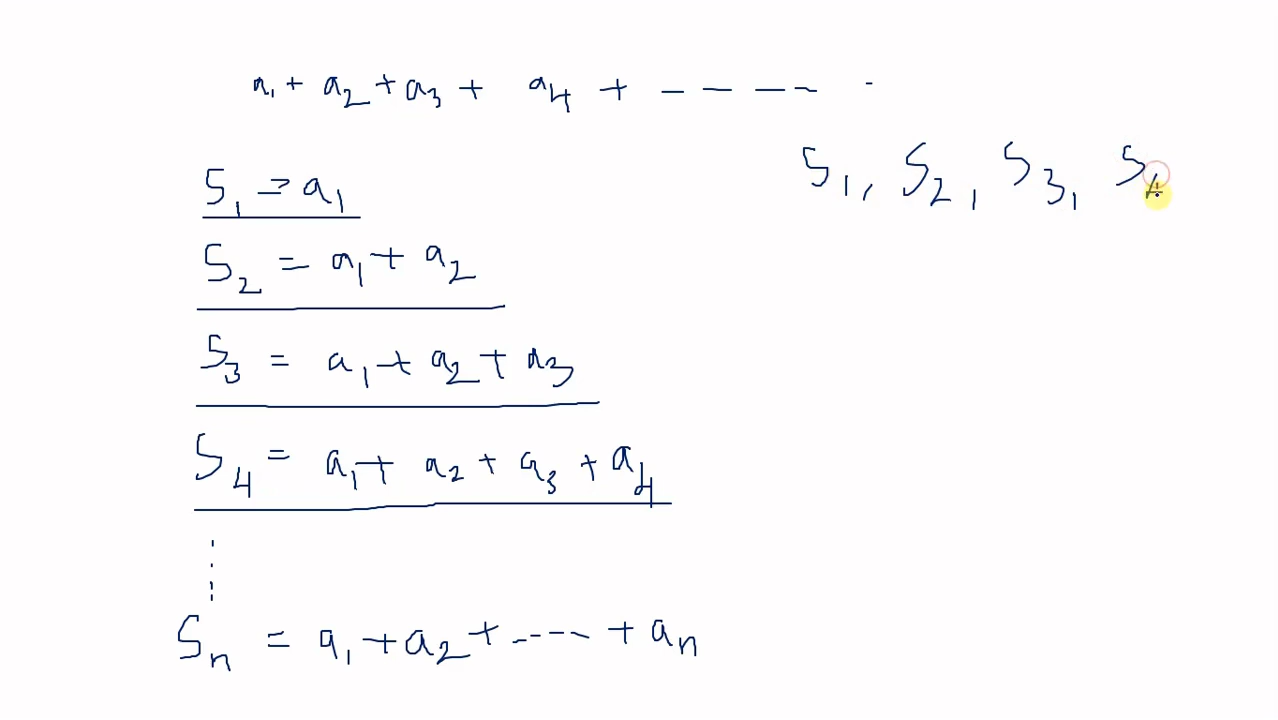 a₁ + a₂ + a₃ + a₄ + - - - - -
S₁, S₂, S₃, S₄
S₁ = a₁
S₂ = a₁ + a₂
S₃ = a₁ + a₂ + a₃
S₄ = a₁ + a₂ + a₃ + a₄
⋮
Sₙ = a₁ + a₂ + ----- + aₙ